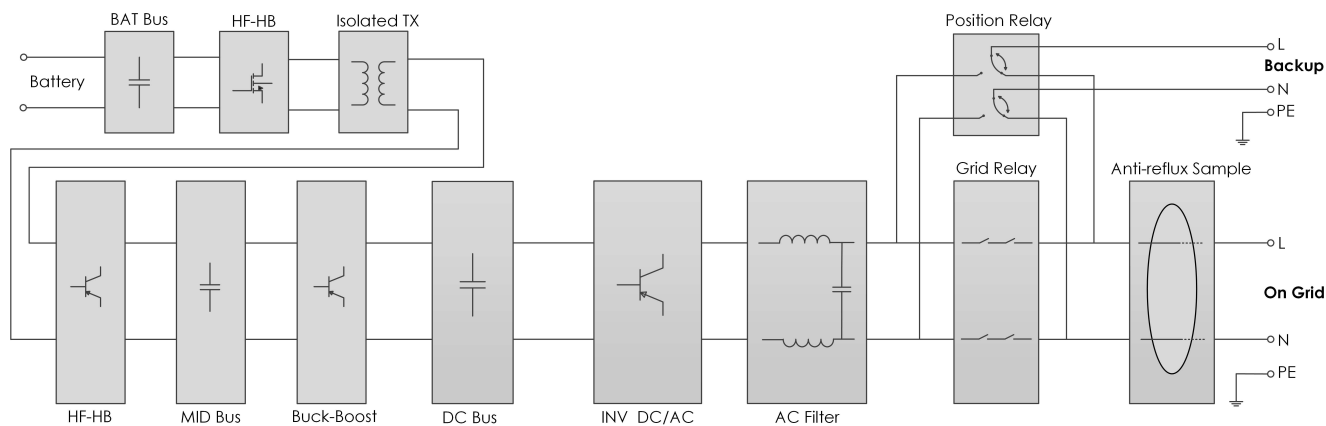 BAT Bus
HF-HB
Isolated TX
Position Relay
L
Battery
Backup
N
PE
Grid Relay
Anti-reflux Sample
L
On Grid
N
PE
HF-HB
MID Bus
Buck-Boost
DC Bus
INV DC/AC
AC Filter